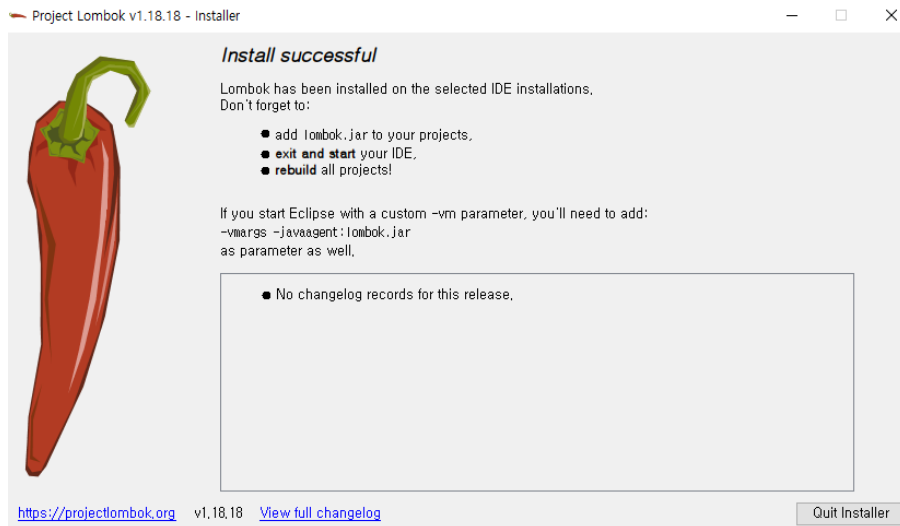 Project Lombok v1.18.18 - Installer
Install successful
Lombok has been installed on the selected IDE installations.
Don't forget to:
● add lombok.jar to your projects,
● exit and start your IDE,
● rebuild all projects!
If you start Eclipse with a custom -vm parameter, you'll need to add:
-vmargs -javaagent:lombok.jar
as parameter as well.
● No changelog records for this release.
https://projectlombok.org v1.18.18 View full changelog Quit Installer